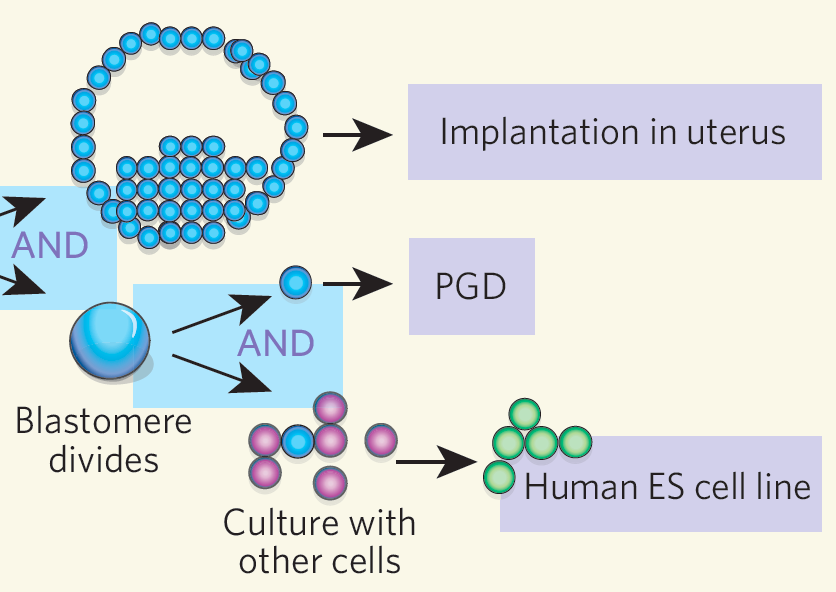 Implantation in uterus
AND
PGD
AND
Blastomere
divides
Human ES cell line
Culture with
other cells